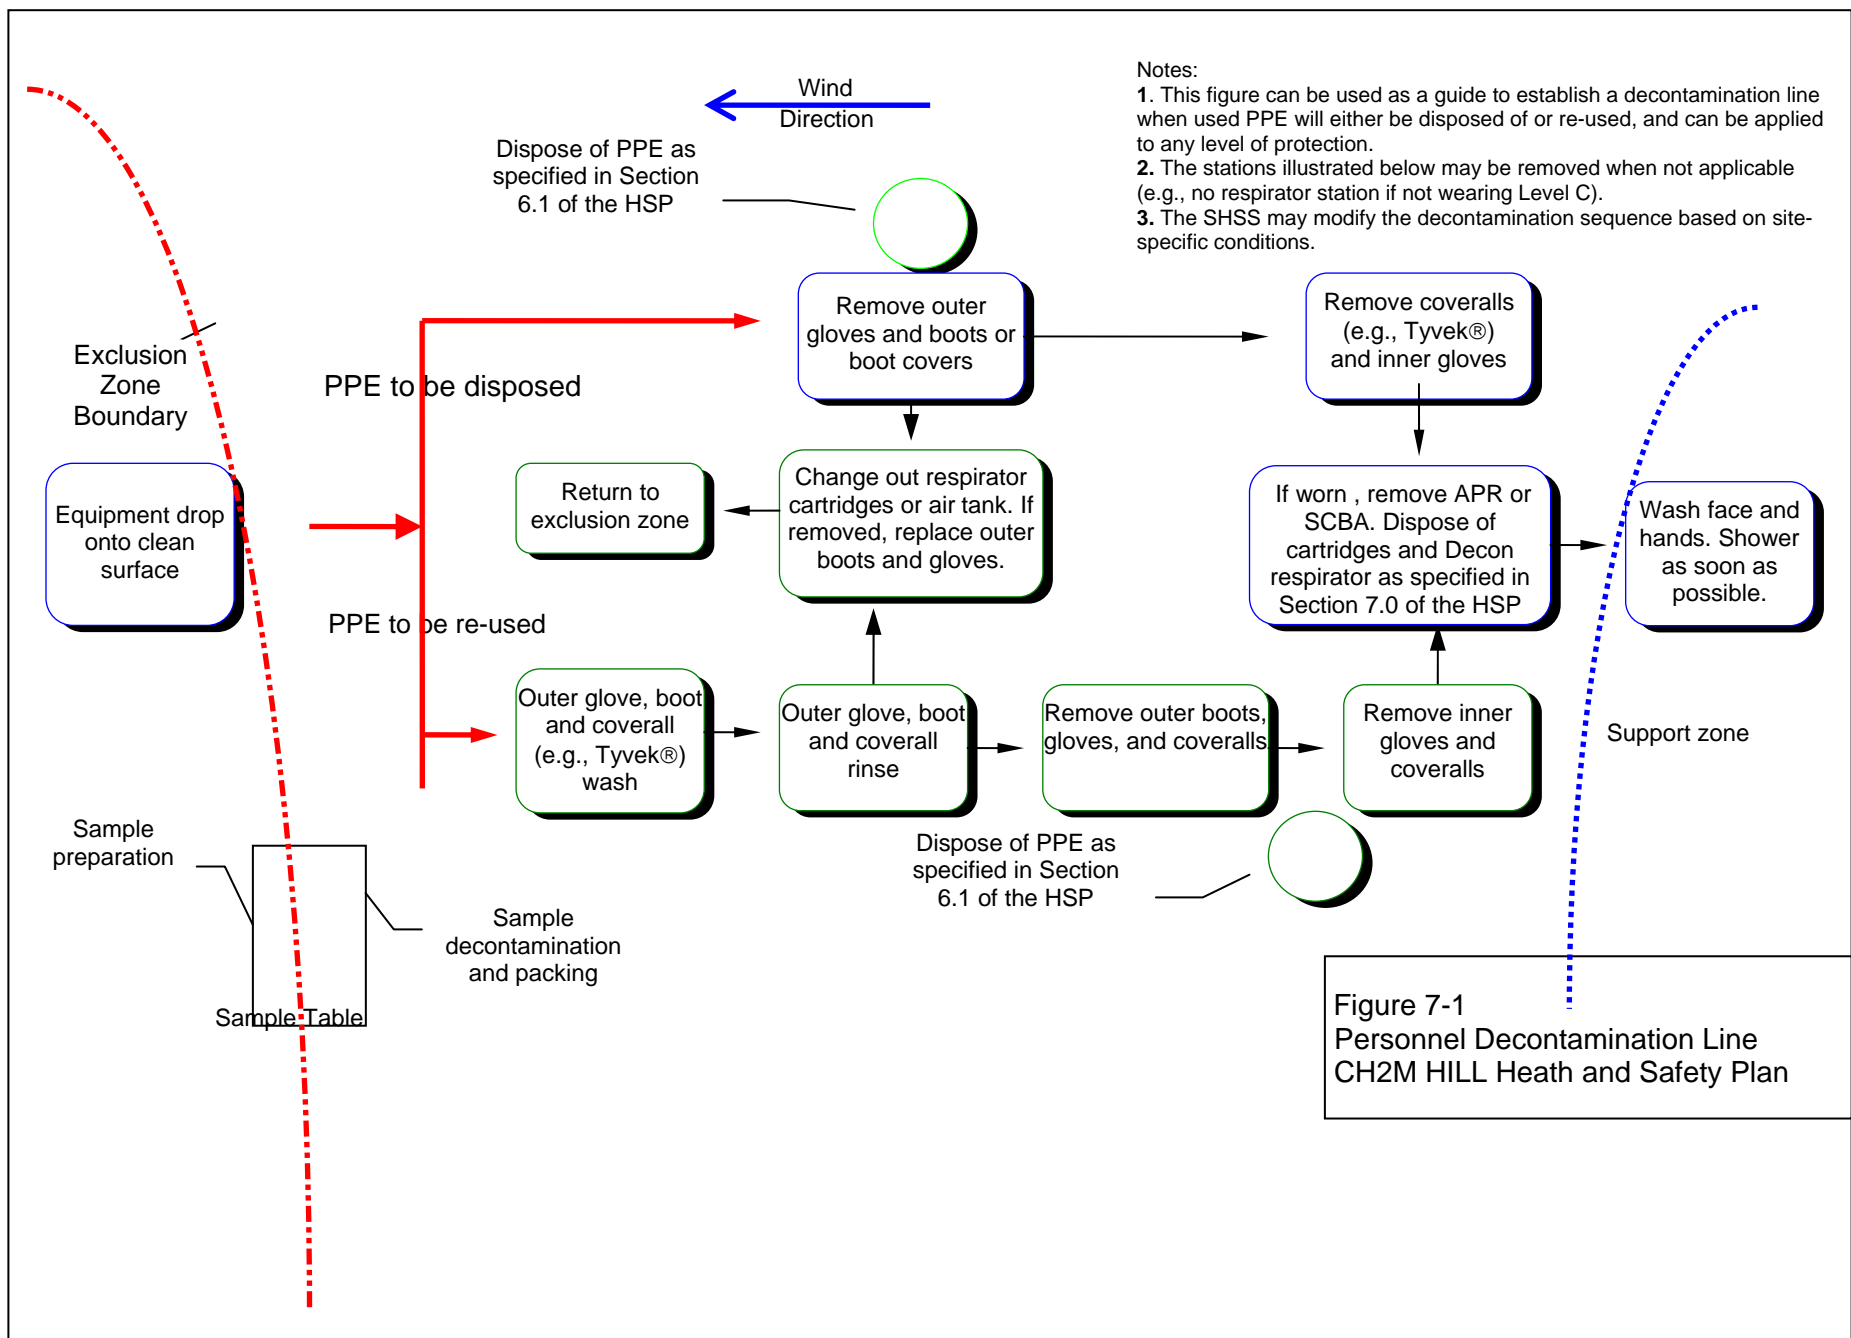 Wind
Direction
Dispose of PPE as
specified in Section
6.1 of the HSP
Notes:
1. This figure can be used as a guide to establish a decontamination line
when used PPE will either be disposed of or re-used, and can be applied
to any level of protection.
2. The stations illustrated below may be removed when not applicable
(e.g., no respirator station if not wearing Level C).
3. The SHSS may modify the decontamination sequence based on site-
specific conditions.
Exclusion
Zone
Boundary
PPE to be disposed
Remove outer
gloves and boots or
boot covers
Remove coveralls
(e.g., Tyvek®)
and inner gloves
Equipment drop
onto clean
surface
Return to
exclusion zone
Change out respirator
cartridges or air tank. If
removed, replace outer
boots and gloves.
If worn , remove APR or
SCBA. Dispose of
cartridges and Decon
respirator as specified in
Section 7.0 of the HSP
Wash face and
hands. Shower
as soon as
possible.
PPE to be re-used
Outer glove, boot
and coverall
(e.g., Tyvek®)
wash
Outer glove, boot
and coverall
rinse
Remove outer boots,
gloves, and coveralls
Remove inner
gloves and
coveralls
Support zone
Sample
preparation
Sample
decontamination
and packing
Sample Table
Dispose of PPE as
specified in Section
6.1 of the HSP
Figure 7-1
Personnel Decontamination Line
CH2M HILL Heath and Safety Plan